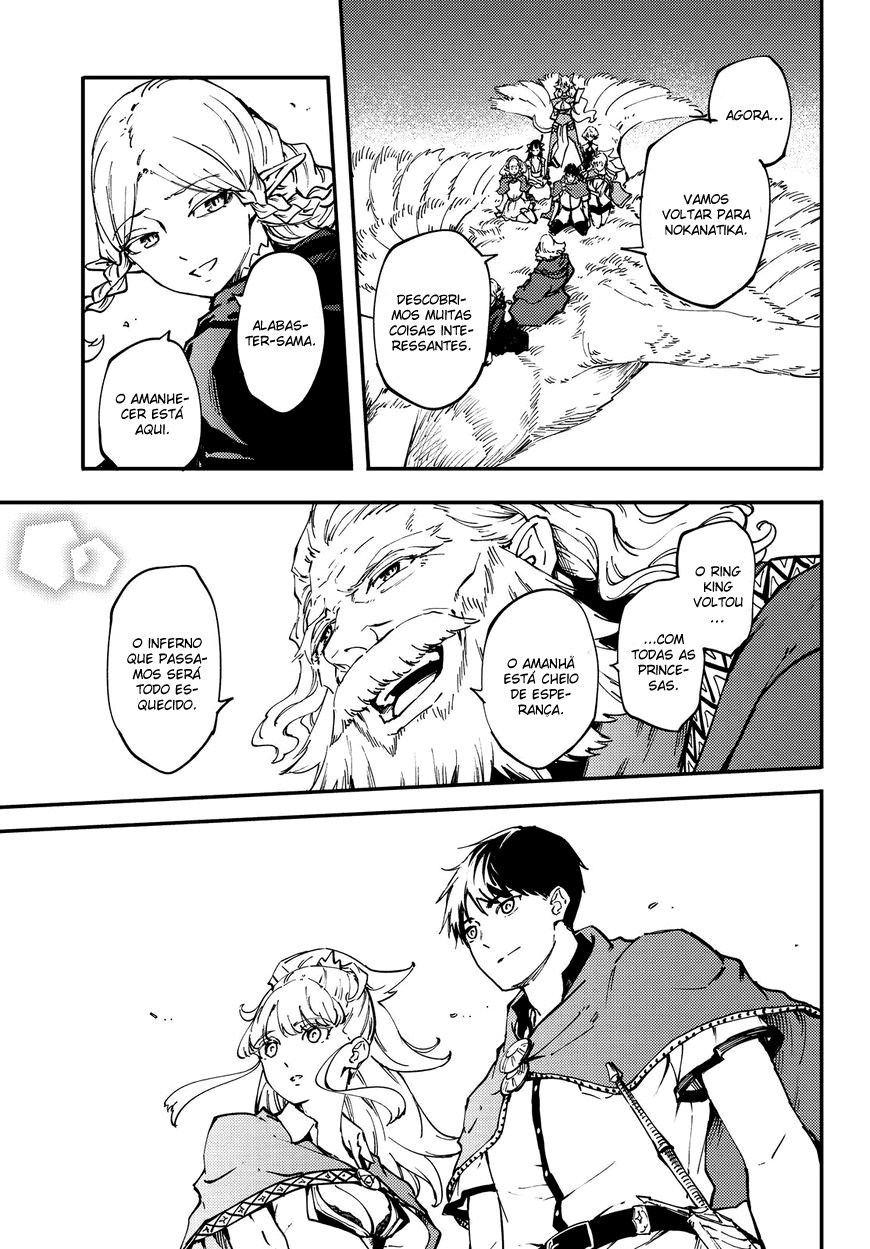 AGORA...
VAMOS
VOLTAR PARA
NOKANATIKA.
DESCOBRI-
MOS MUITAS
COISAS INTE-
RESSANTES.
ALABAS-
TER-SAMA.
O AMANHE-
CER ESTÁ
AQUI.
O RING
KING
VOLTOU
...
...COM
TODAS AS
PRINCE-
SAS.
O AMANHÃ
ESTÁ CHEIO
DE ESPE-
RANÇA.
O INFERNO
QUE PASSA-
MOS SERÁ
TODO ES-
QUECIDO.